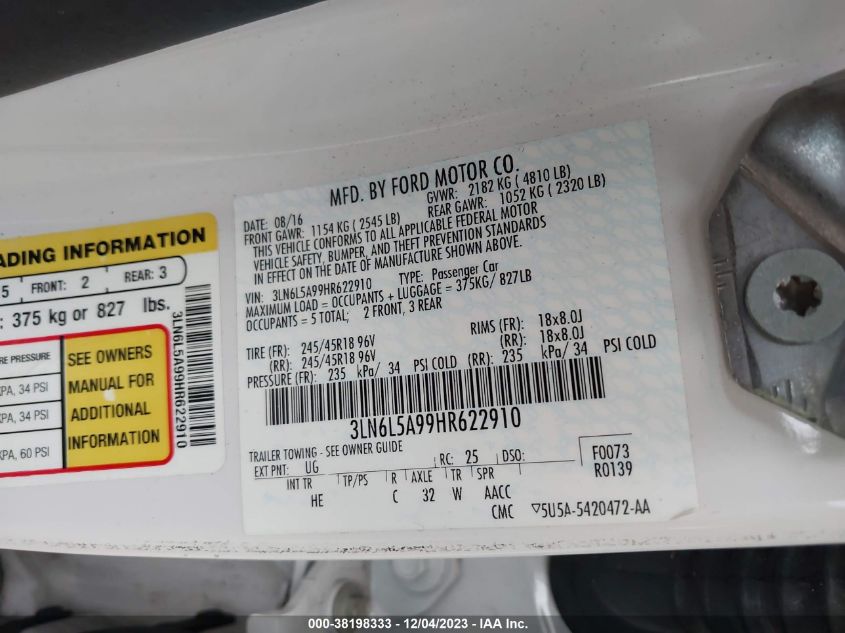 ADING INFORMATION
5 FRONT: 2 REAR: 3
: 375 kg or 827 lbs.
E PRESSURE
KPA, 34 PSI
KPA, 34 PSI
KPA, 60 PSI
SEE OWNERS
MANUAL FOR
ADDITIONAL
INFORMATION
3LN6L5A99HR622910
MFD. BY FORD MOTOR CO.
DATE: 08/16 GVWR: 2182 KG ( 4810 LB)
FRONT GAWR: 1154 KG ( 2545 LB) REAR GAWR: 1052 KG ( 2320 LB)
THIS VEHICLE CONFORMS TO ALL APPLICABLE FEDERAL MOTOR
VEHICLE SAFETY, BUMPER, AND THEFT PREVENTION STANDARDS
IN EFFECT ON THE DATE OF MANUFACTURE SHOWN ABOVE.
VIN: 3LN6L5A99HR622910 TYPE: Passenger Car
MAXIMUM LOAD = OCCUPANTS + LUGGAGE = 375KG/ 827LB
OCCUPANTS = 5 TOTAL; 2 FRONT, 3 REAR
TIRE (FR): 245/45R18 96V RIMS (FR): 18x8.0J
(RR): 245/45R18 96V (RR): 18x8.0J
PRESSURE (FR): 235 kPa/ 34 PSI COLD (RR): 235 kPa/ 34 PSI COLD
3LN6L5A99HR622910
TRAILER TOWING - SEE OWNER GUIDE
EXT PNT: UG RC: 25 DSO: F0073
R0139
INT TR TP/PS R AXLE TR SPR
HE C 32 W AACC
CMC ▽5U5A-5420472-AA
000-38198333 - 12/04/2023 - IAA Inc.